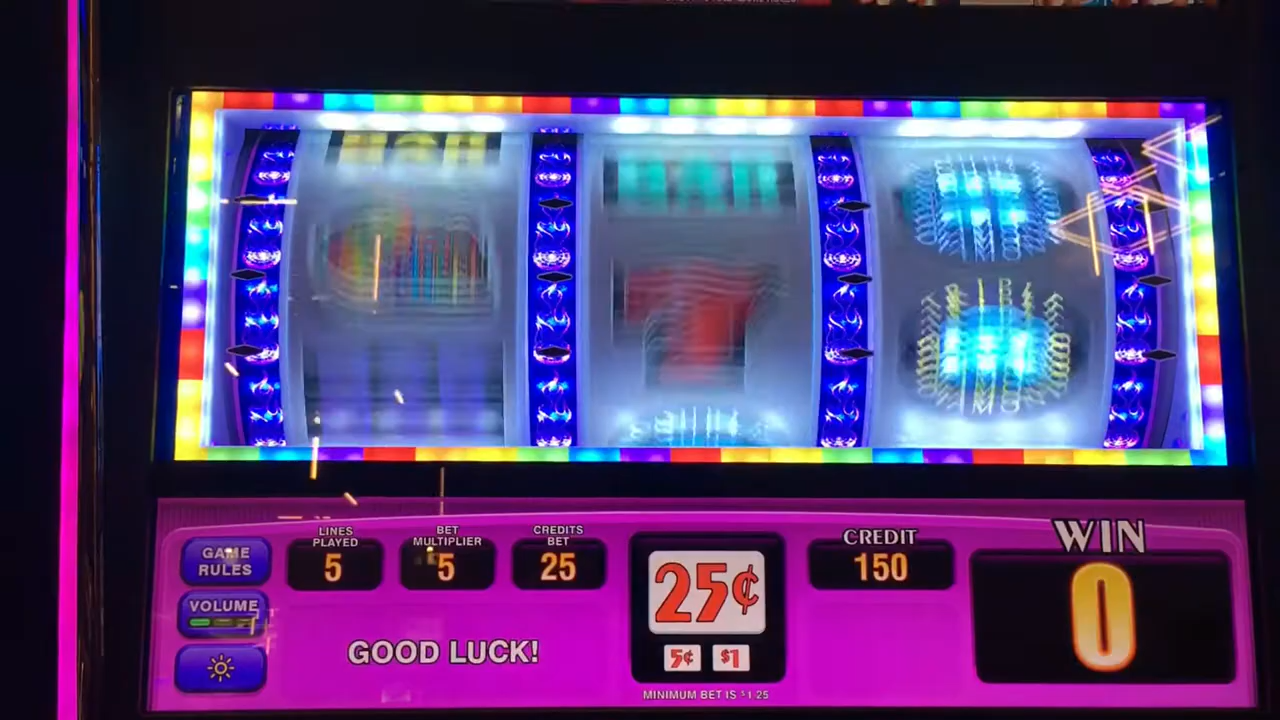 LINES
PLAYED
5
BET
MULTIPLIER
5
CREDITS
BET
25
CREDIT
150
WIN
0
GAME
RULES
VOLUME
GOOD LUCK!
25¢
5¢ $1
MINIMUM BET IS $1.25